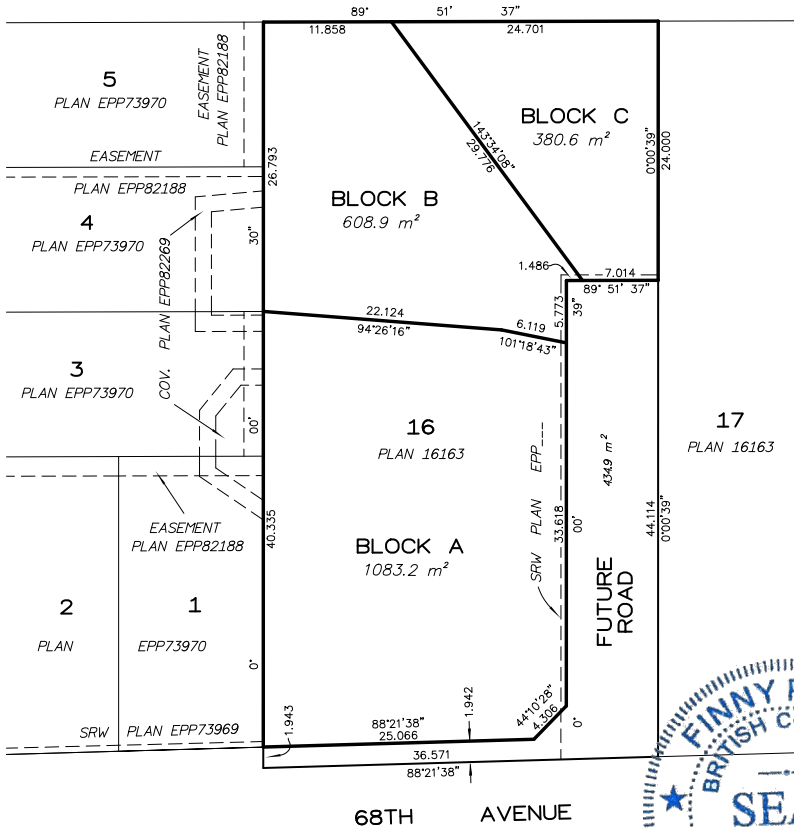 89° 51' 37"
11.858 24.701
5
PLAN EPP73970
EASEMENT
PLAN EPP82188
EASEMENT
PLAN EPP82188
26.793
BLOCK C
380.6 m²
143°34'08"
29.776
0°00'39"
24.000
BLOCK B
608.9 m²
4
PLAN EPP73970
COV. PLAN EPP82269
30"
1.486
7.014
89° 51' 37"
22.124
94°26'16"
6.119
101°18'43"
5.773
39"
3
PLAN EPP73970
00'
16
PLAN 16163
17
PLAN 16163
SRW PLAN EPP___
434.9 m²
33.618
00'
44.114
0°00'39"
40.335
EASEMENT
PLAN EPP82188
BLOCK A
1083.2 m²
FUTURE
ROAD
2
PLAN
1
EPP73970
0'
SRW PLAN EPP73969
1.943
88°21'38"
25.066
1.942
44°10'28"
4.306
0°
36.571
88°21'38"
68TH AVENUE
FINNY
BRITISH